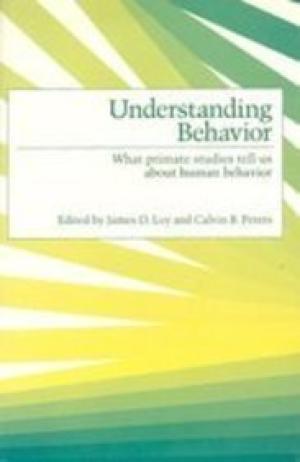 Understanding
Behavior
What primate studies tell us
about human behavior
Edited by James D. Loy and Calvin B. Peters